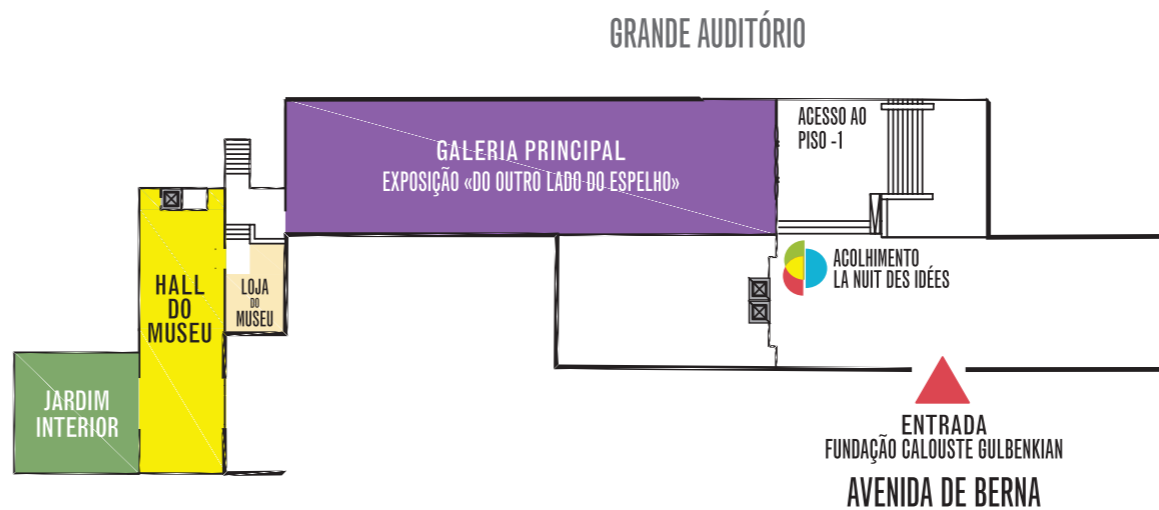 GRANDE AUDITÓRIO
ACESSO AO
PISO -1
GALERIA PRINCIPAL
EXPOSIÇÃO «DO OUTRO LADO DO ESPELHO»
ACOLHIMENTO
LA NUIT DES IDÉES
HALL
DO
MUSEU
LOJA
DO
MUSEU
JARDIM
INTERIOR
ENTRADA
FUNDAÇÃO CALOUSTE GULBENKIAN
AVENIDA DE BERNA